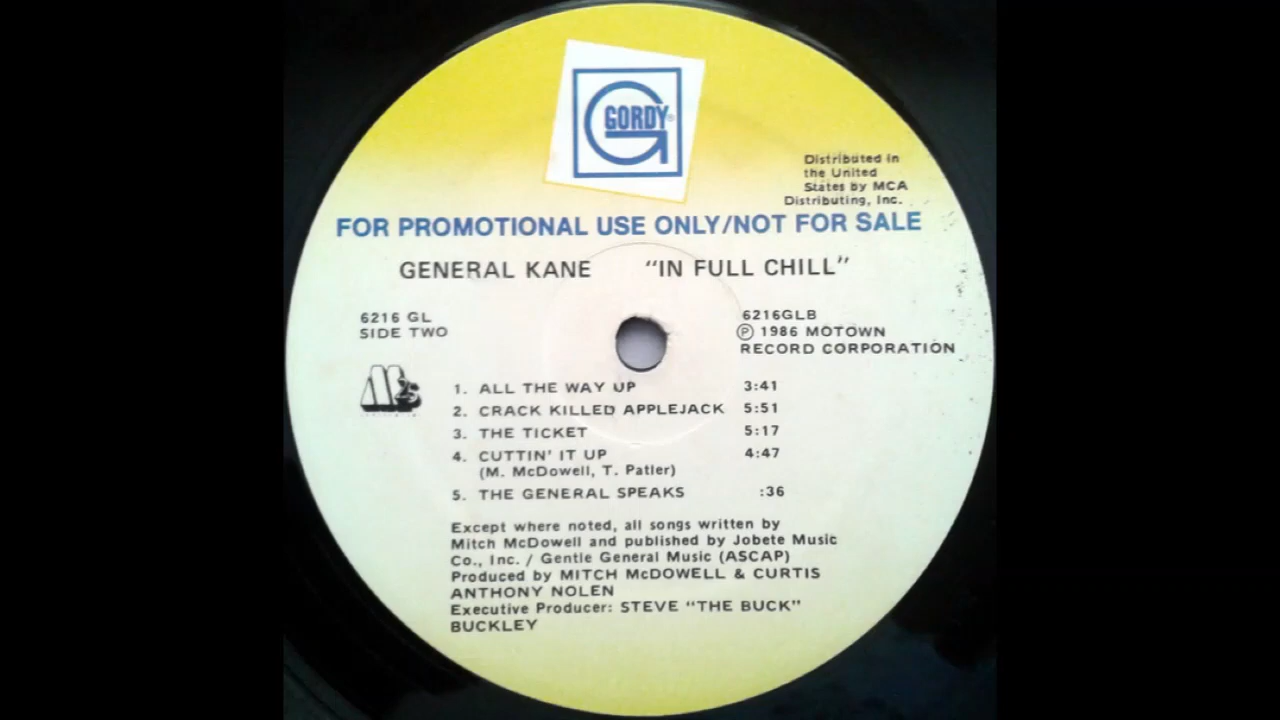 GORDY®
Distributed in
the United
States by MCA
Distributing, Inc.
FOR PROMOTIONAL USE ONLY/NOT FOR SALE
GENERAL KANE "IN FULL CHILL"
6216 GL
SIDE TWO
6216GLB
Ⓟ 1986 MOTOWN
RECORD CORPORATION
1. ALL THE WAY UP 3:41
2. CRACK KILLED APPLEJACK 5:51
3. THE TICKET 5:17
4. CUTTIN' IT UP 4:47
(M. McDowell, T. Patler)
5. THE GENERAL SPEAKS :36
Except where noted, all songs written by
Mitch McDowell and published by Jobete Music
Co., Inc. / Gentle General Music (ASCAP)
Produced by MITCH McDOWELL & CURTIS
ANTHONY NOLEN
Executive Producer: STEVE "THE BUCK"
BUCKLEY